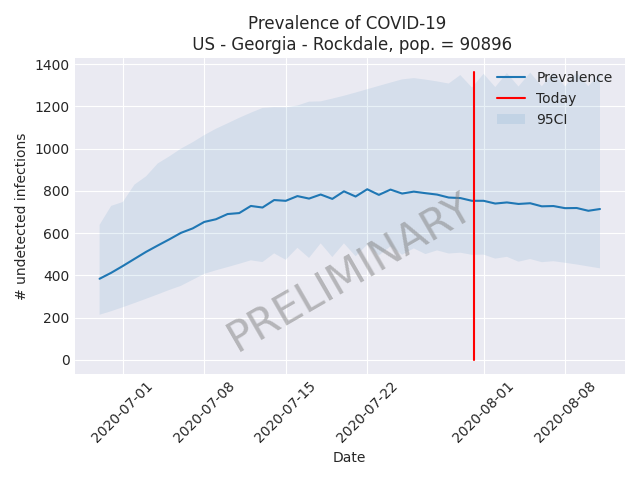 Prevalence of COVID-19
US - Georgia - Rockdale, pop. = 90896
1400
1200
1000
800
600
400
200
0
# undetected infections
Prevalence
Today
95CI
PRELIMINARY
2020-07-01
2020-07-08
2020-07-15
2020-07-22
2020-08-01
2020-08-08
Date